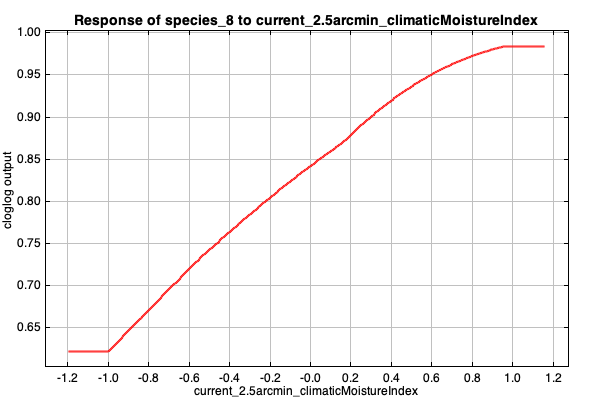 Response of species_8 to current_2.5arcmin_climaticMoistureIndex
1.00
0.95
0.90
0.85
0.80
0.75
0.70
0.65
cloglog output
-1.2 -1.0 -0.8 -0.6 -0.4 -0.2 -0.0 0.2 0.4 0.6 0.8 1.0 1.2
current_2.5arcmin_climaticMoistureIndex